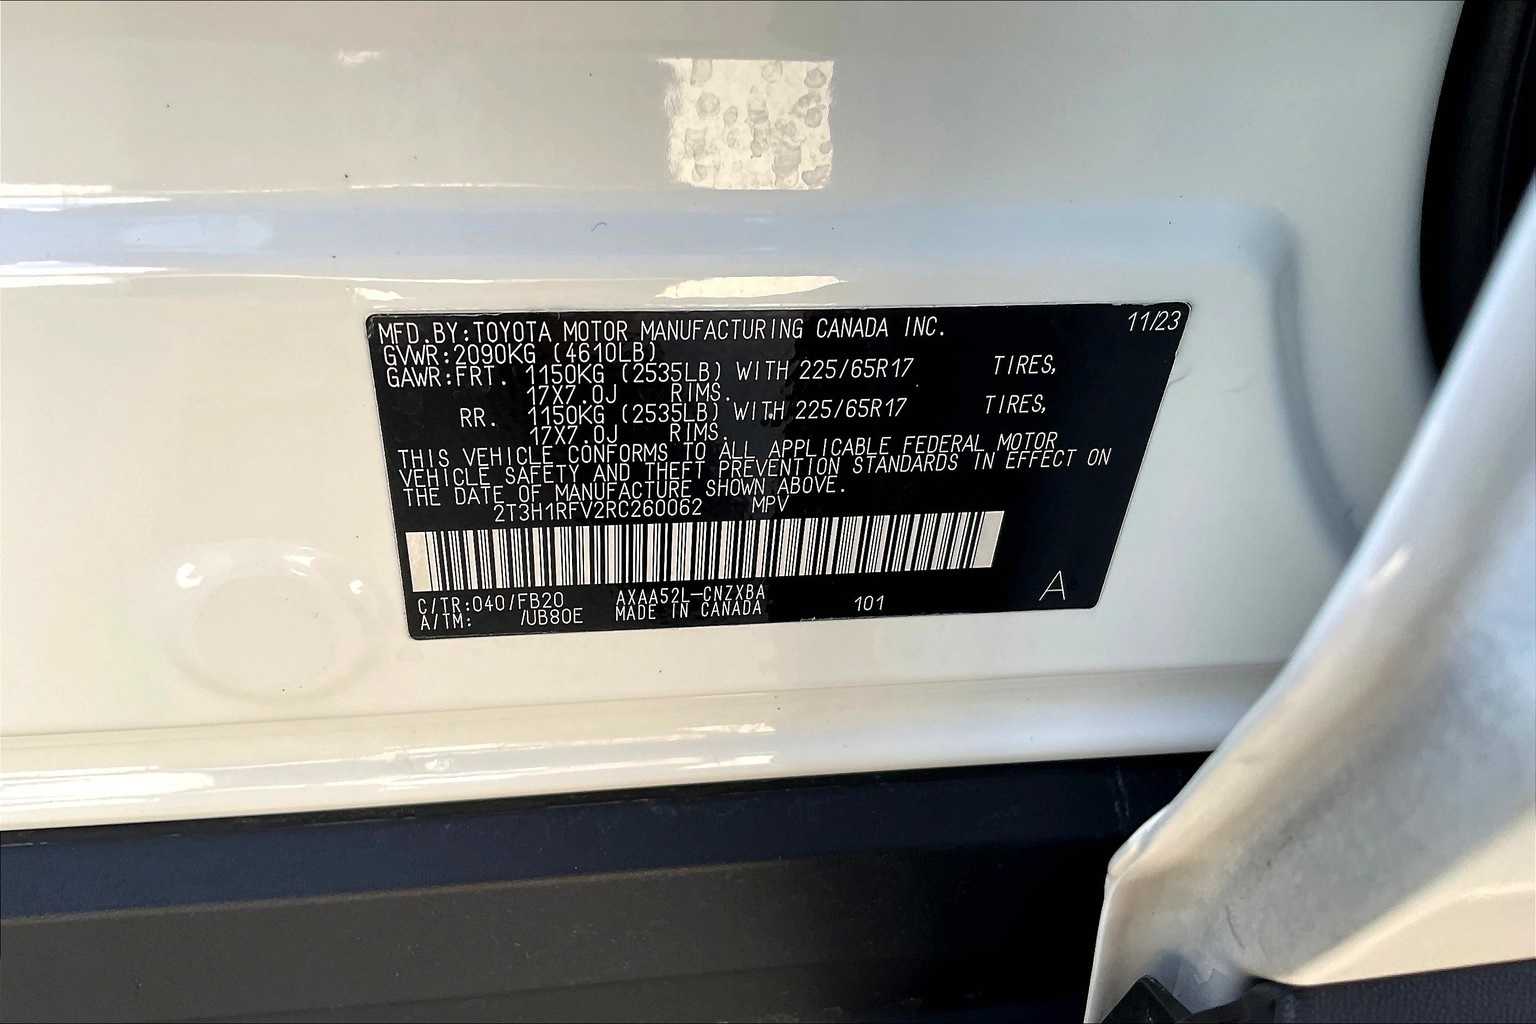 MFD.BY:TOYOTA MOTOR MANUFACTURING CANADA INC. 11/23
GVWR:2090KG (4610LB)
GAWR:FRT. 1150KG (2535LB) WITH 225/65R17 TIRES,
17X7.0J RIMS.
RR. 1150KG (2535LB) WITH 225/65R17 TIRES,
17X7.0J RIMS.
THIS VEHICLE CONFORMS TO ALL APPLICABLE FEDERAL MOTOR
VEHICLE SAFETY AND THEFT PREVENTION STANDARDS IN EFFECT ON
THE DATE OF MANUFACTURE SHOWN ABOVE.
2T3H1RFV2RC260062 MPV
C/TR:040/FB20 AXAA52L-CNZXBA
A/TM: /UB80E MADE IN CANADA 101 A